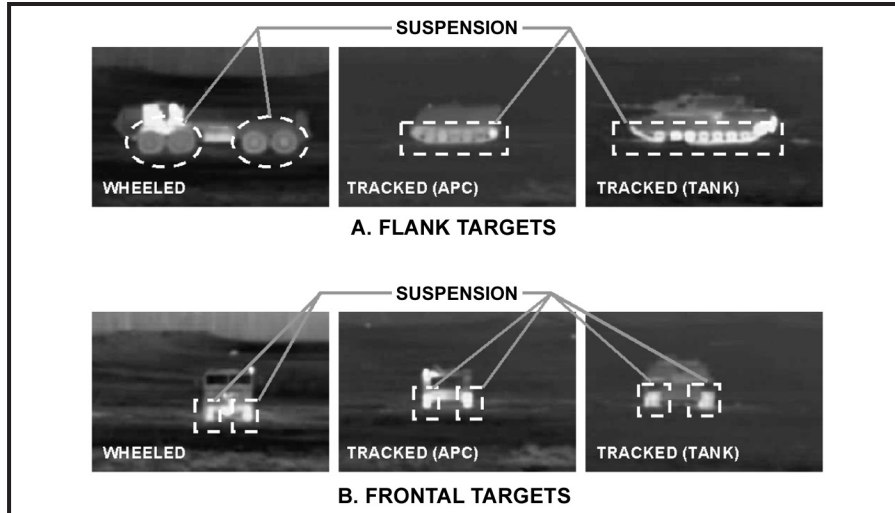 SUSPENSION
WHEELED
TRACKED (APC)
TRACKED (TANK)
A. FLANK TARGETS
SUSPENSION
WHEELED
TRACKED (APC)
TRACKED (TANK)
B. FRONTAL TARGETS